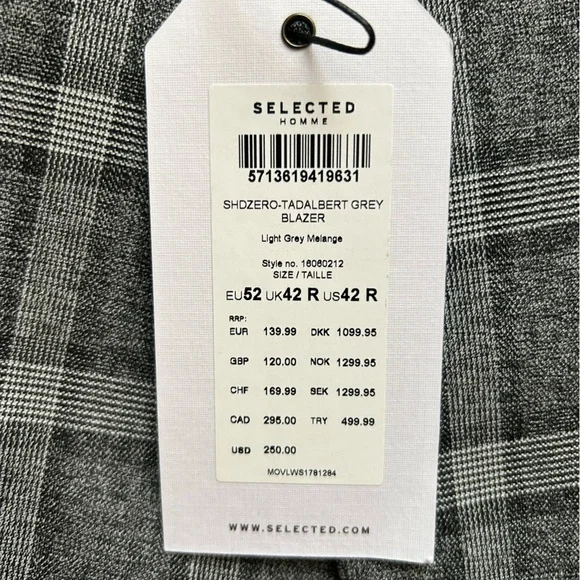 SELECTED
HOMME
5713619419631
SHDZERO-TADALBERT GREY
BLAZER
Light Grey Melange
Style no. 16060212
SIZE / TAILLE
EU52 UK42 R US42 R
RRP:
EUR 139.99 DKK 1099.95
GBP 120.00 NOK 1299.95
CHF 169.99 SEK 1299.95
CAD 295.00 TRY 499.99
USD 250.00
MOVLWS1781284
WWW.SELECTED.COM